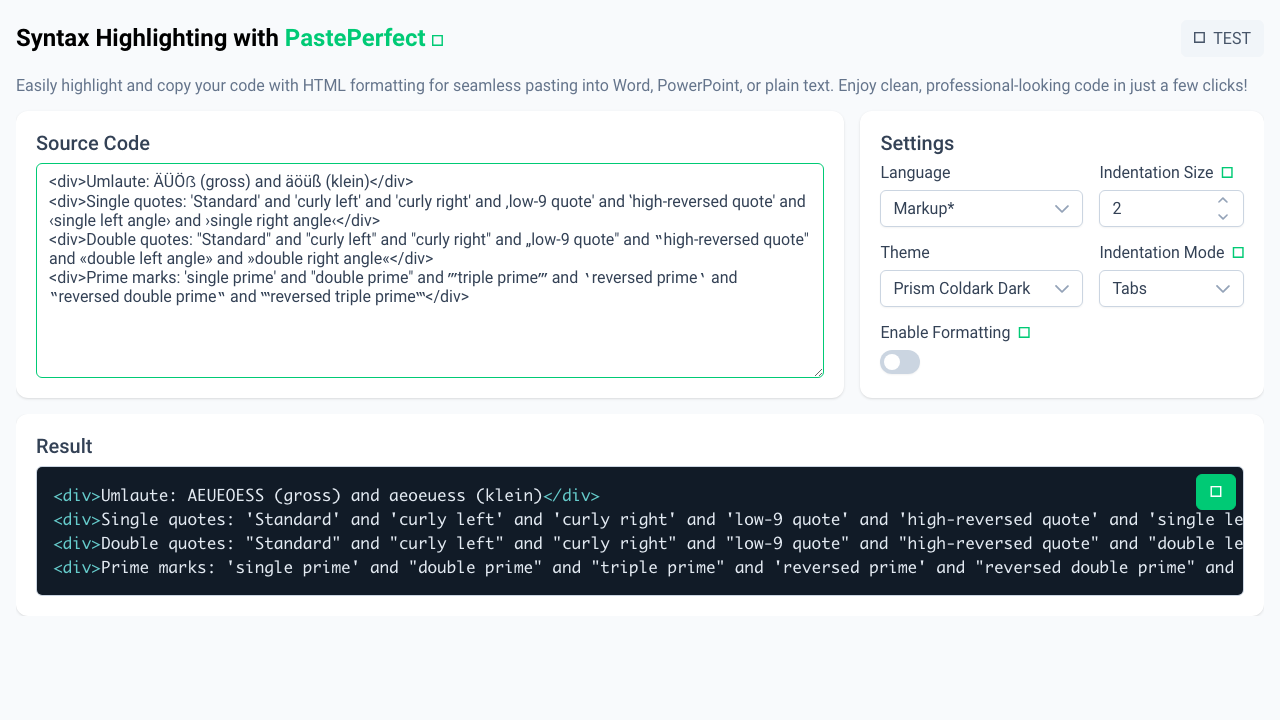 Syntax Highlighting with PastePerfect
TEST
Easily highlight and copy your code with HTML formatting for seamless pasting into Word, PowerPoint, or plain text. Enjoy clean, professional-looking code in just a few clicks!
Source Code
<div>Umlaute: ÄÜÖẞ (gross) and äöüß (klein)</div>
<div>Single quotes: 'Standard' and 'curly left' and 'curly right' and ‚low-9 quote' and 'high-reversed quote' and
‹single left angle› and ›single right angle‹</div>
<div>Double quotes: "Standard" and "curly left" and "curly right" and „low-9 quote" and ‟high-reversed quote"
and «double left angle» and »double right angle«</div>
<div>Prime marks: 'single prime' and "double prime" and ‴triple prime‴ and ‵reversed prime‵ and
‶reversed double prime‶ and ‷reversed triple prime‷</div>
Settings
Language
Indentation Size
Markup*
2
Theme
Indentation Mode
Prism Coldark Dark
Tabs
Enable Formatting
Result
<div>Umlaute: AEUEOESS (gross) and aeoeuess (klein)</div>
<div>Single quotes: 'Standard' and 'curly left' and 'curly right' and 'low-9 quote' and 'high-reversed quote' and 'single le
<div>Double quotes: "Standard" and "curly left" and "curly right" and "low-9 quote" and "high-reversed quote" and "double le
<div>Prime marks: 'single prime' and "double prime" and "triple prime" and 'reversed prime' and "reversed double prime" and